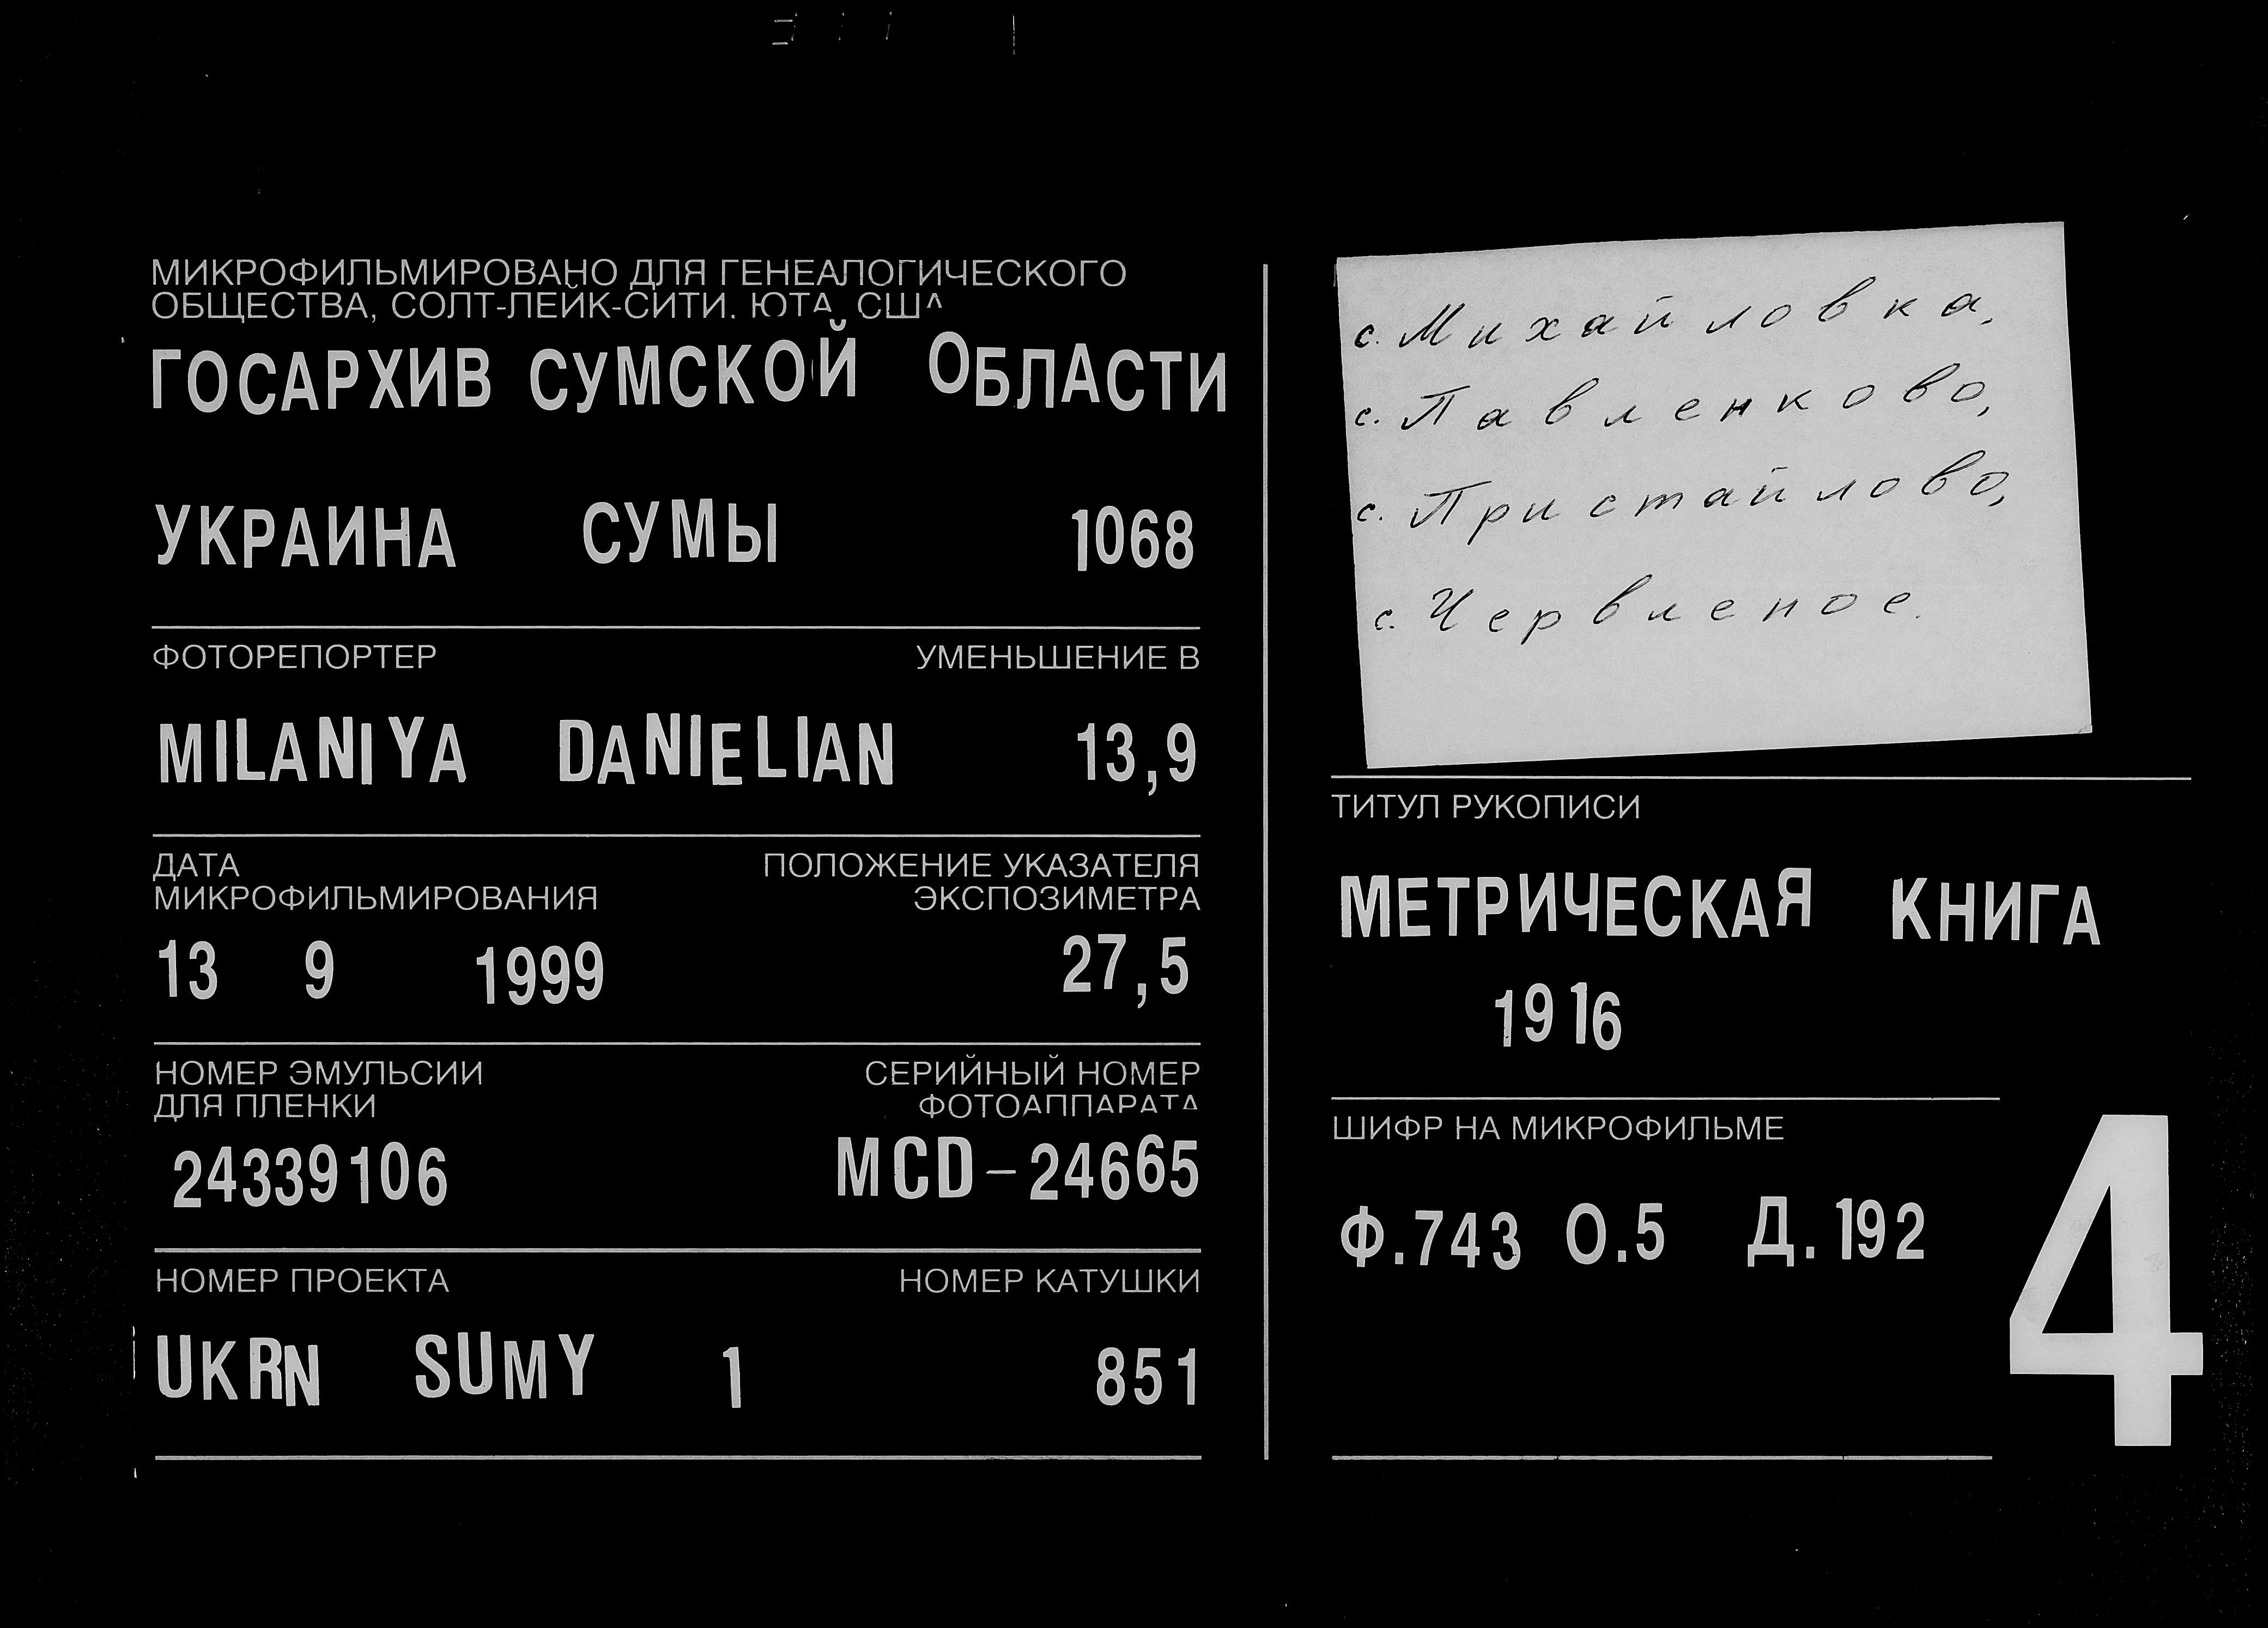 МИКРОФИЛЬМИРОВАНО ДЛЯ ГЕНЕАЛОГИЧЕСКОГО
ОБЩЕСТВА, СОЛТ-ЛЕЙК-СИТИ, ЮТА, США
ГОСАРХИВ СУМСКОЙ ОБЛАСТИ
УКРАИНА СУМЫ 1068
ФОТОРЕПОРТЕР УМЕНЬШЕНИЕ В
MILANIYA DANIELIAN 13,9
ДАТА ПОЛОЖЕНИЕ УКАЗАТЕЛЯ
МИКРОФИЛЬМИРОВАНИЯ ЭКСПОЗИМЕТРА
13 9 1999 27,5
НОМЕР ЭМУЛЬСИИ СЕРИЙНЫЙ НОМЕР
ДЛЯ ПЛЕНКИ ФОТОАППАРАТА
24339106 MCD-24665
НОМЕР ПРОЕКТА НОМЕР КАТУШКИ
UKRN SUMY 1 851
с. Михайловка,
с. Павленково,
с. Пристайлово,
с. Червленое.
ТИТУЛ РУКОПИСИ
МЕТРИЧЕСКАЯ КНИГА
1916
ШИФР НА МИКРОФИЛЬМЕ
Ф.743 О.5 Д.192
4